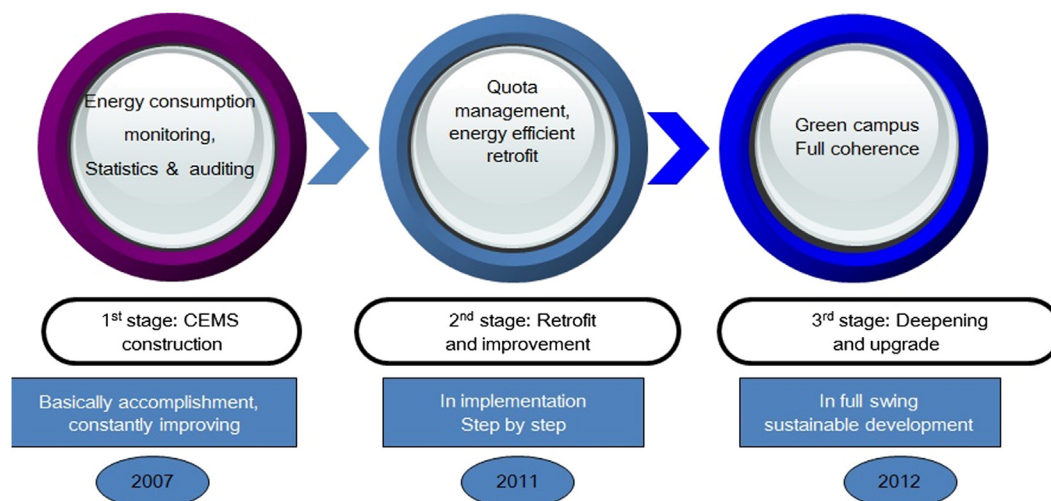 Energy consumption
monitoring,
Statistics & auditing
Quota
management,
energy efficient
retrofit
Green campus
Full coherence
1st stage: CEMS
construction
2nd stage: Retrofit
and improvement
3rd stage: Deepening
and upgrade
Basically accomplishment,
constantly improving
In implementation
Step by step
In full swing
sustainable development
2007
2011
2012